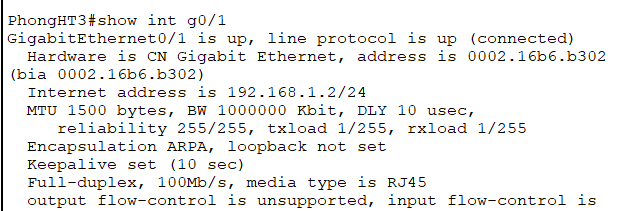 PhongHT3#show int g0/1
GigabitEthernet0/1 is up, line protocol is up (connected)
  Hardware is CN Gigabit Ethernet, address is 0002.16b6.b302
(bia 0002.16b6.b302)
  Internet address is 192.168.1.2/24
  MTU 1500 bytes, BW 1000000 Kbit, DLY 10 usec,
     reliability 255/255, txload 1/255, rxload 1/255
  Encapsulation ARPA, loopback not set
  Keepalive set (10 sec)
  Full-duplex, 100Mb/s, media type is RJ45
  output flow-control is unsupported, input flow-control is